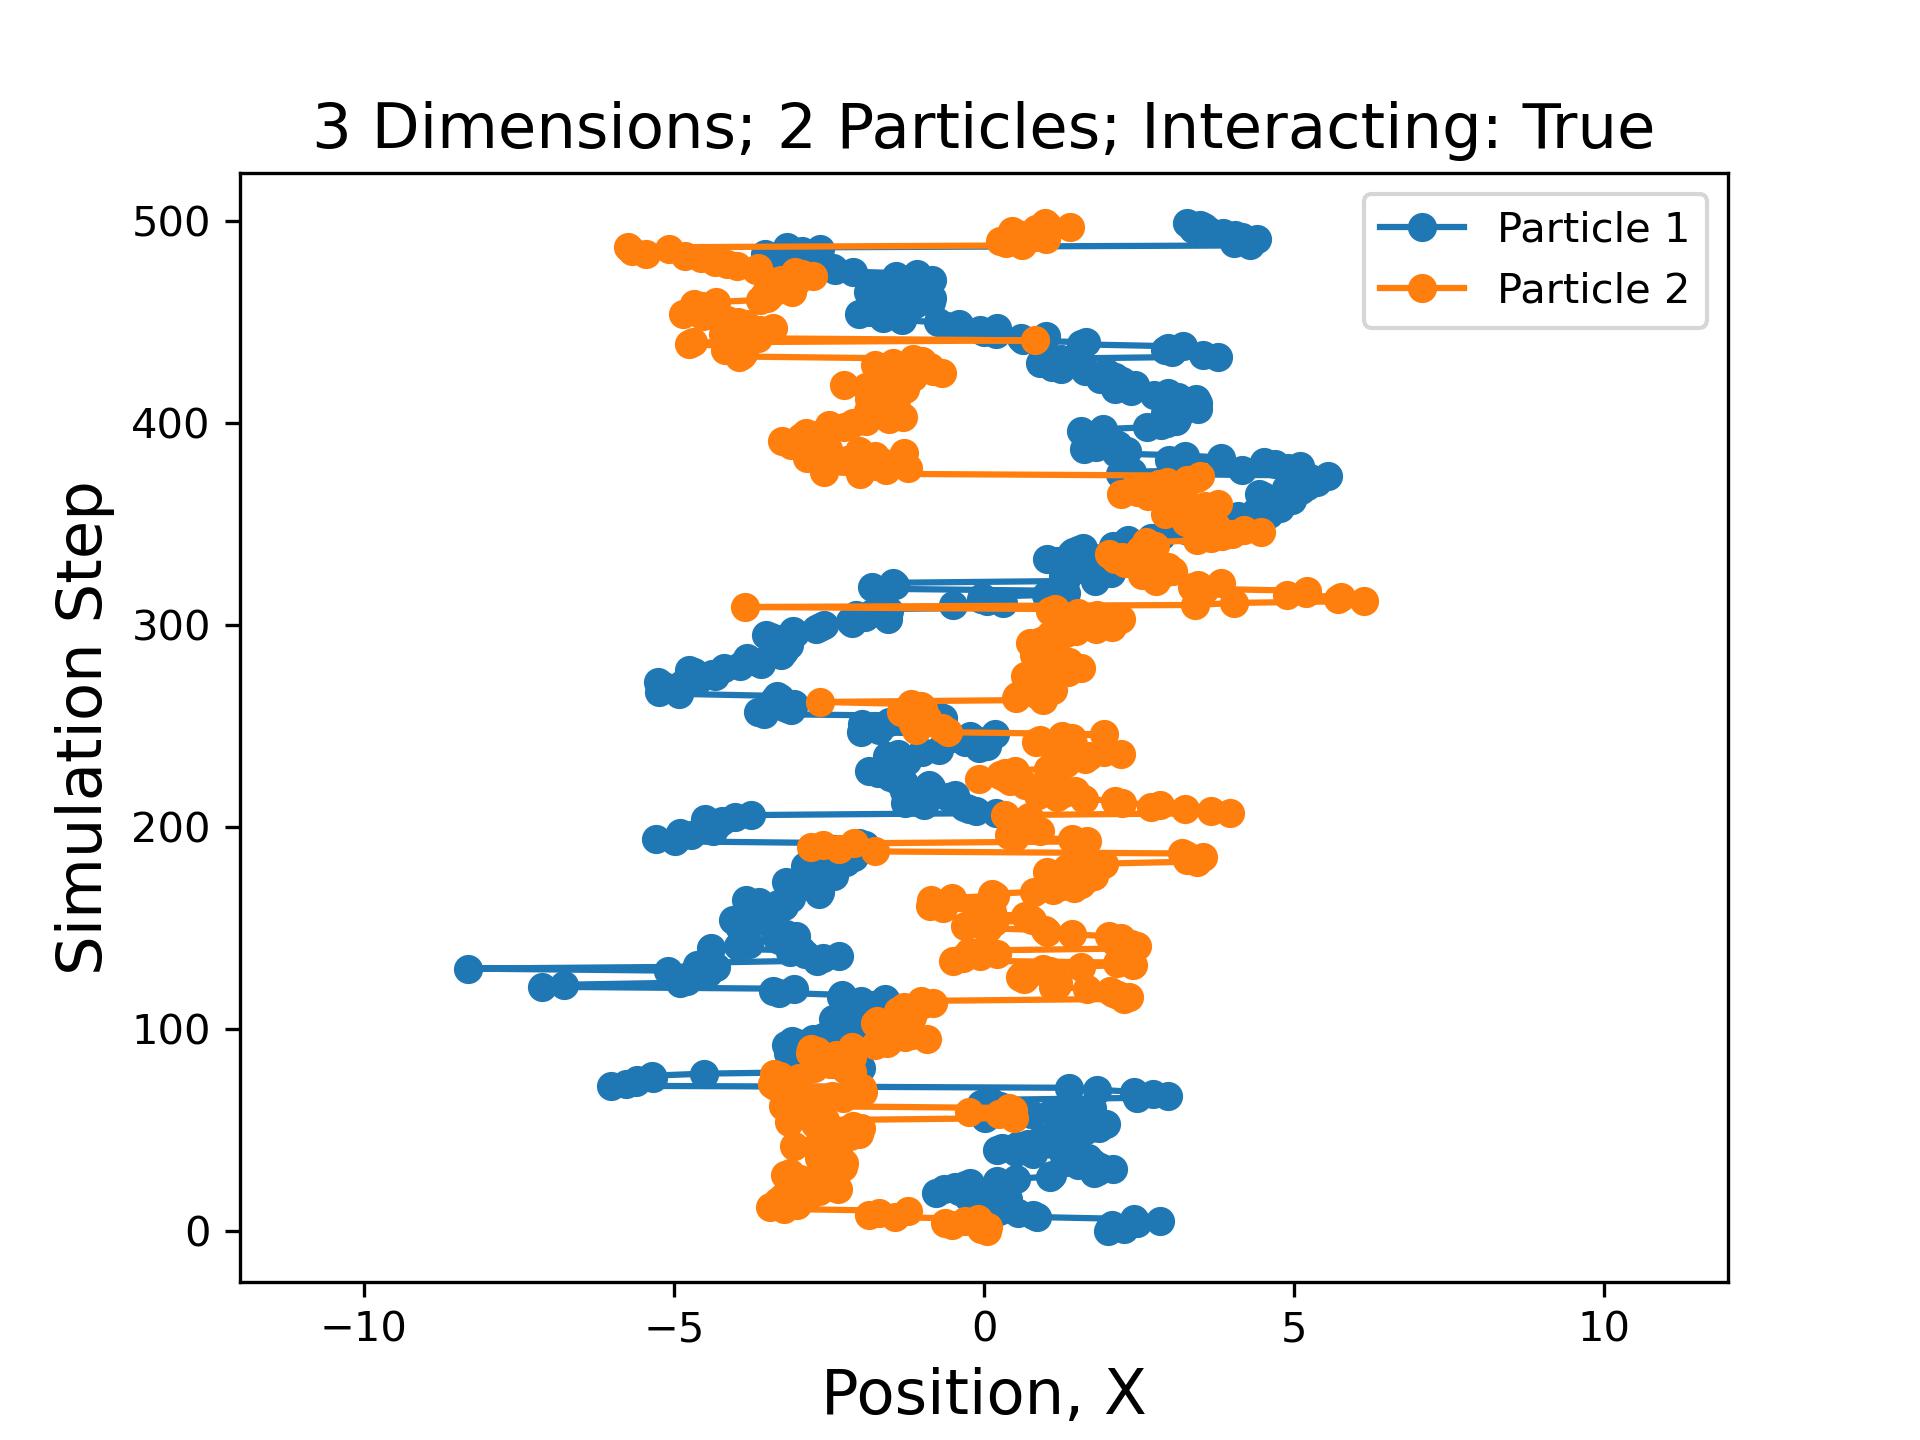 3 Dimensions; 2 Particles; Interacting: True
Particle 1
Particle 2
500
400
300
200
100
0
Simulation Step
−10
−5
0
5
10
Position, X